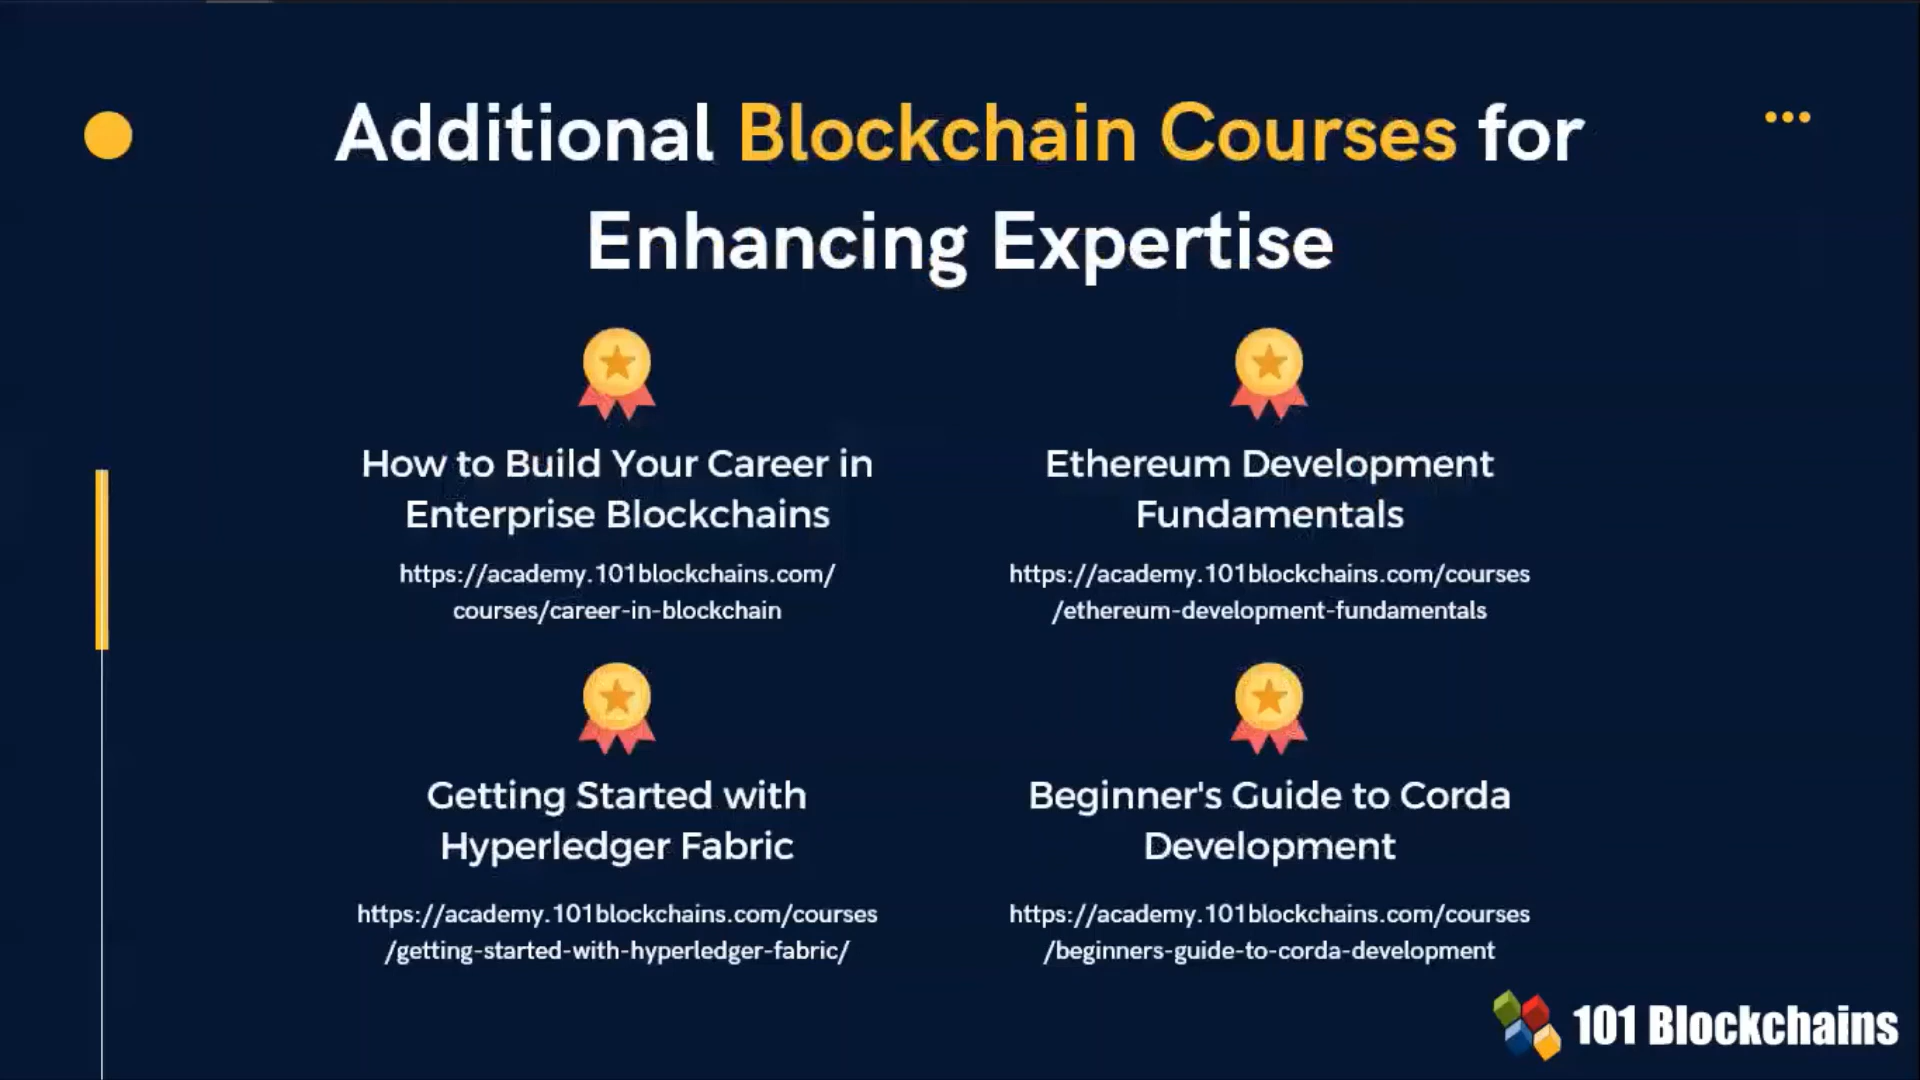 Additional Blockchain Courses for
Enhancing Expertise
How to Build Your Career in
Enterprise Blockchains
https://academy.101blockchains.com/
courses/career-in-blockchain
Ethereum Development
Fundamentals
https://academy.101blockchains.com/courses
/ethereum-development-fundamentals
Getting Started with
Hyperledger Fabric
https://academy.101blockchains.com/courses
/getting-started-with-hyperledger-fabric/
Beginner's Guide to Corda
Development
https://academy.101blockchains.com/courses
/beginners-guide-to-corda-development
101 Blockchains